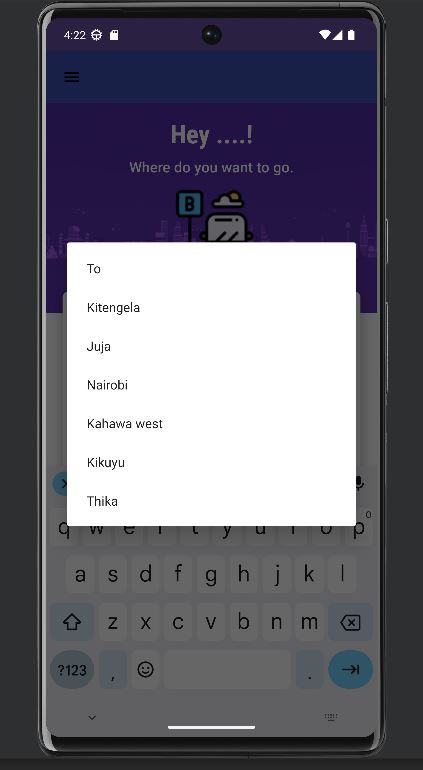 4:22
Hey ....!
Where do you want to go.
B
To
Kitengela
Juja
Nairobi
Kahawa west
Kikuyu
Thika
q w e r t y u i o p 0
a s d f g h j k l
z x c v b n m
?123 , .